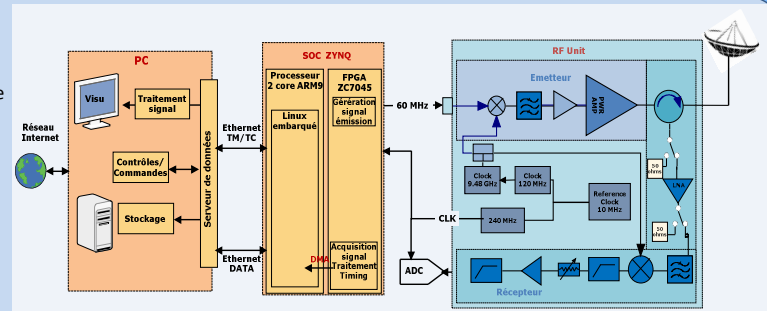 e
Réseau
Internet
PC
Visu
Traitement
signal
Contrôles/
Commandes
Stockage
Serveur de données
Ethernet
TM/TC
Ethernet
DATA
SOC ZYNQ
Processeur
2 core ARM9
Linux
embarqué
FPGA
ZC7045
Gérération
signal
émission
DMA
Acquisition
signal
Traitement
Timing
60 MHz
CLK
ADC
RF Unit
Emetteur
PWR
AMP
Clock
9.48 GHz
Clock
120 MHz
240 MHz
Reference
Clock
10 MHz
50
ohms
LNA
50
ohms
Récepteur